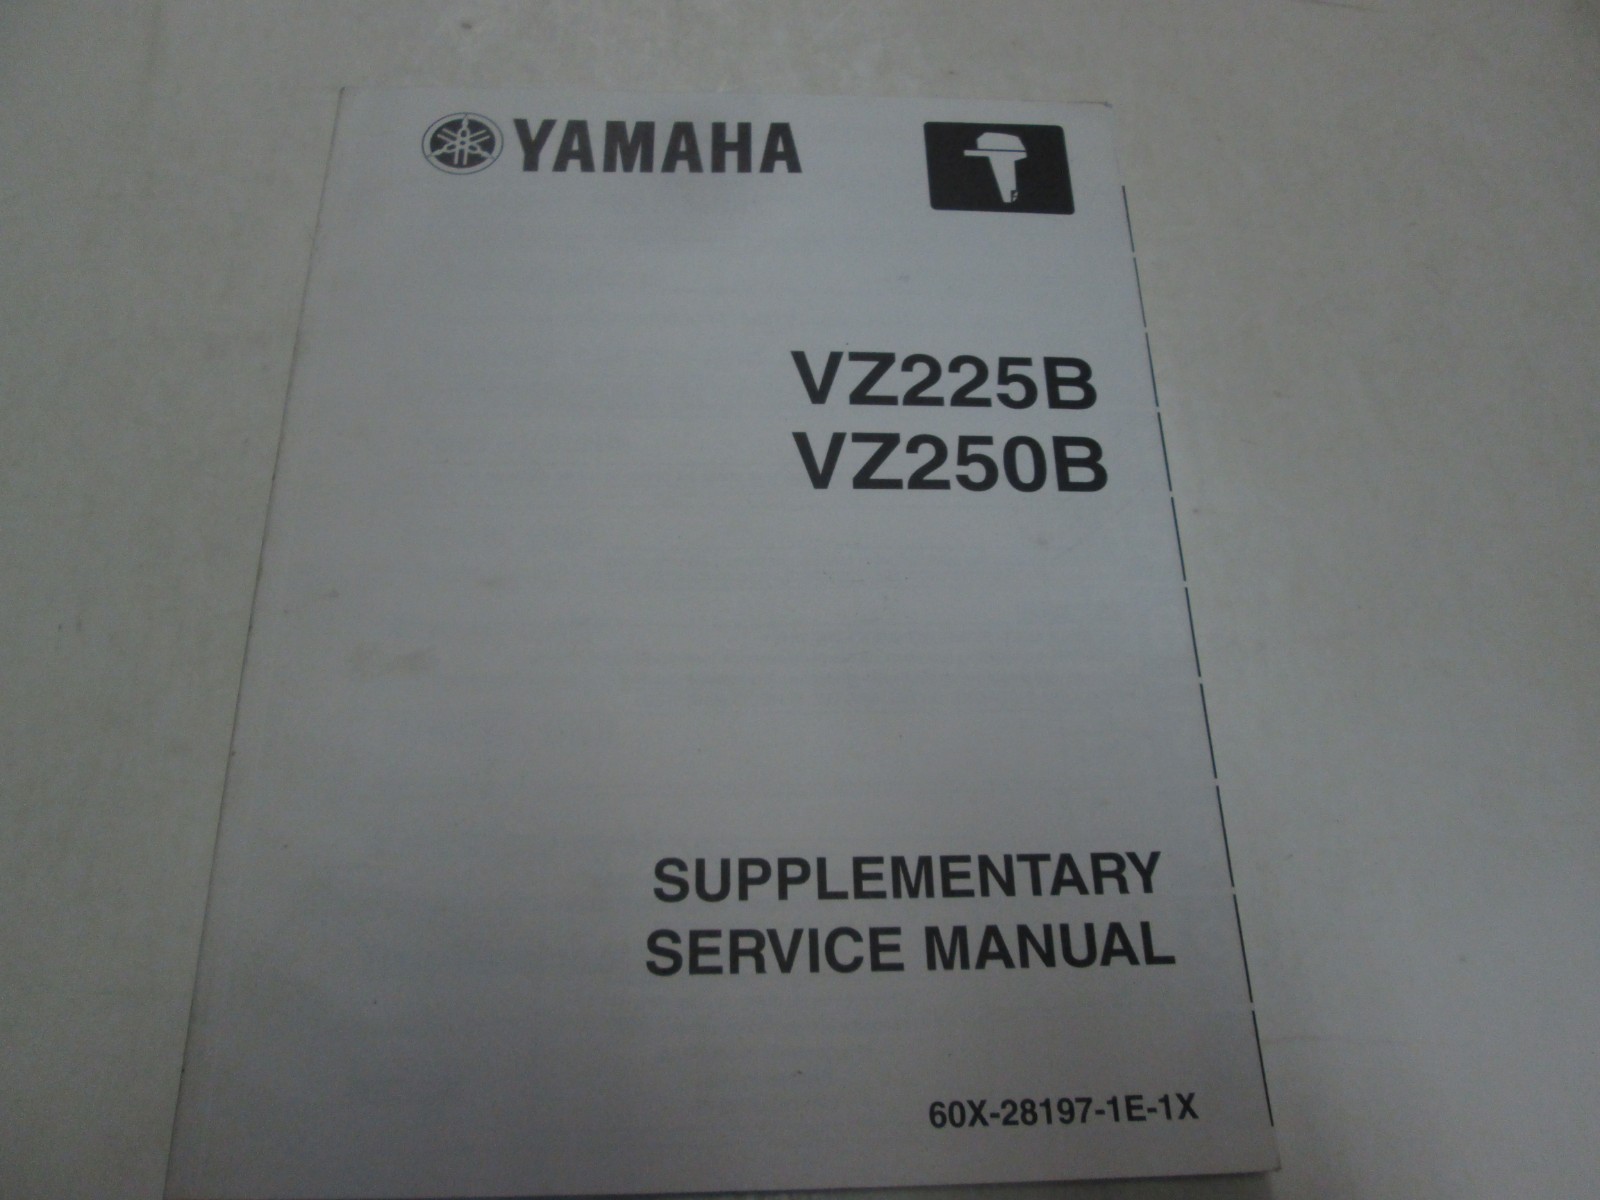 YAMAHA
VZ225B
VZ250B
SUPPLEMENTARY
SERVICE MANUAL
60X-28197-1E-1X